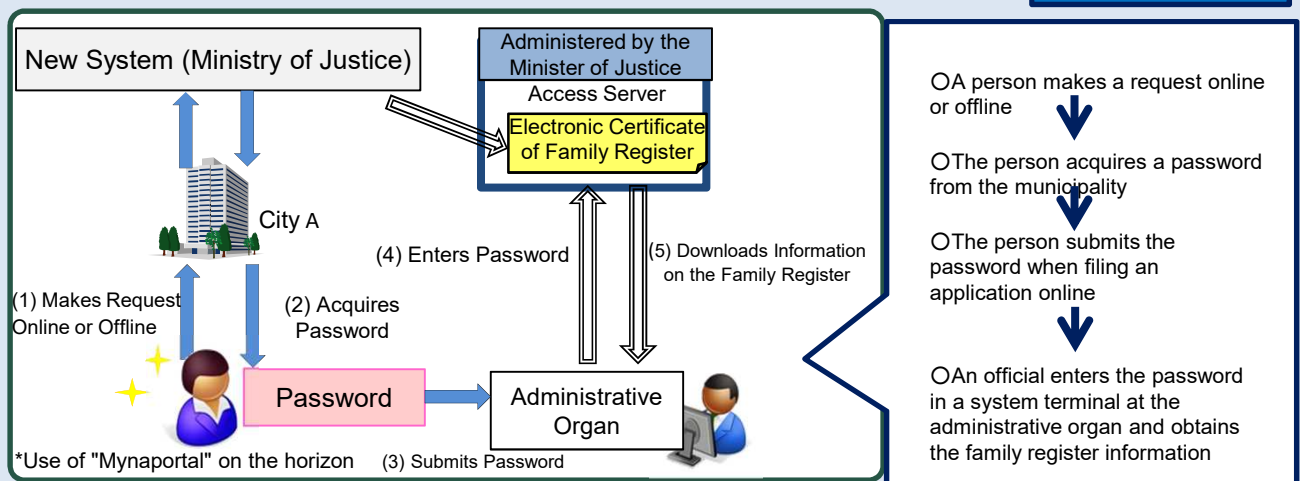 New System (Ministry of Justice)
Administered by the
Minister of Justice
Access Server
Electronic Certificate
of Family Register
City A
(4) Enters Password
(5) Downloads Information
on the Family Register
(1) Makes Request
Online or Offline
(2) Acquires
Password
Password
Administrative
Organ
*Use of "Mynaportal" on the horizon
(3) Submits Password
○A person makes a request online
or offline
○The person acquires a password
from the municipality
○The person submits the
password when filing an
application online
○An official enters the password
in a system terminal at the
administrative organ and obtains
the family register information